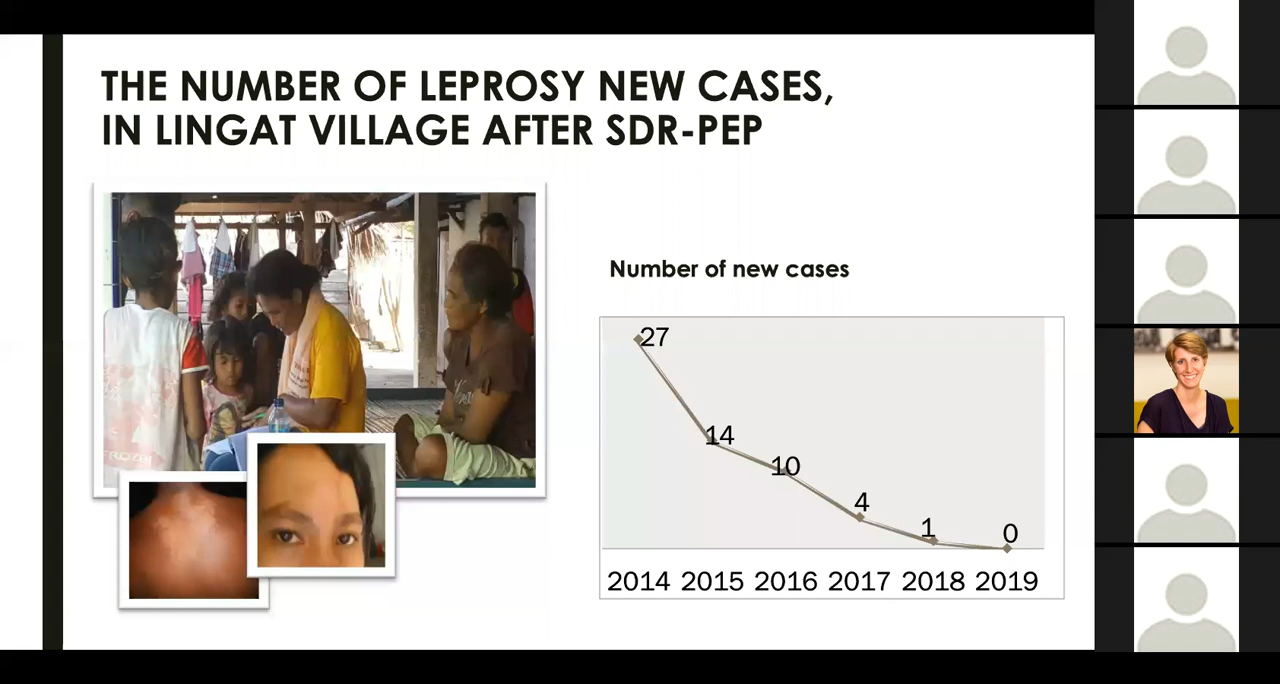 THE NUMBER OF LEPROSY NEW CASES,
IN LINGAT VILLAGE AFTER SDR-PEP
Number of new cases
27
14
10
4
1
0
2014 2015 2016 2017 2018 2019